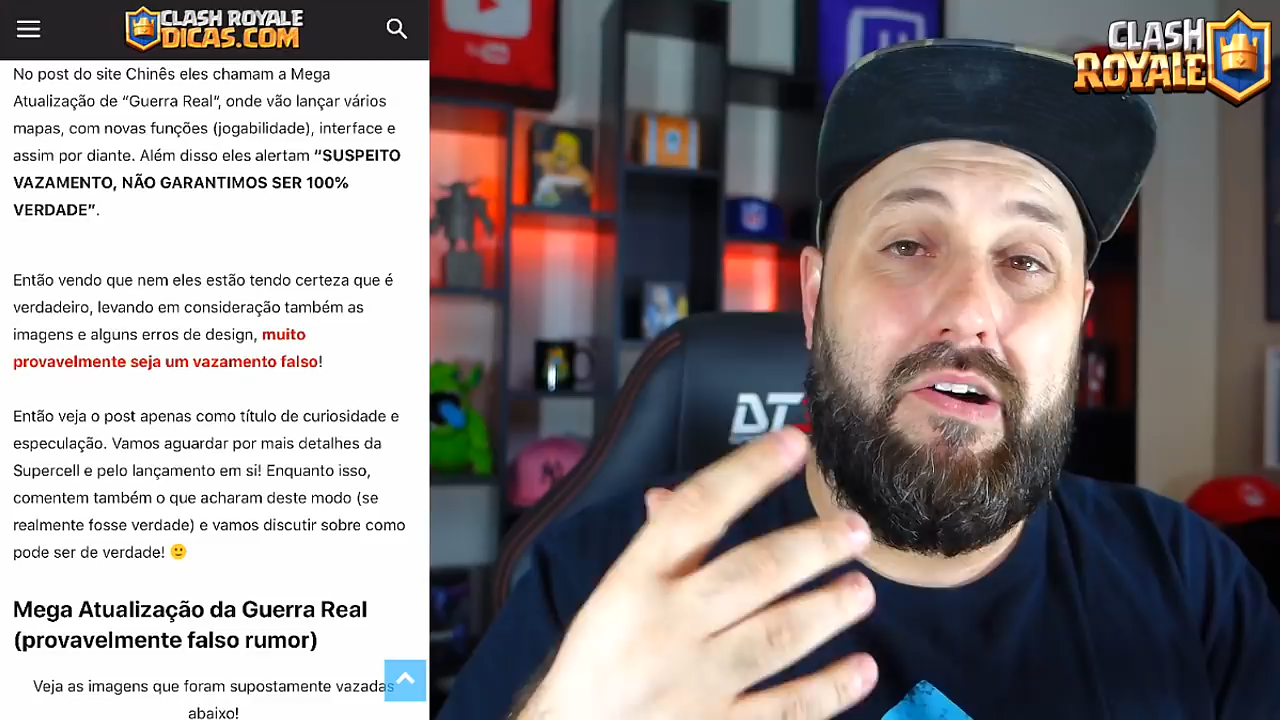 CLASH ROYALE
DICAS.COM
No post do site Chinês eles chamam a Mega
Atualização de “Guerra Real“, onde vão lançar vários
mapas, com novas funções (jogabilidade), interface e
assim por diante. Além disso eles alertam “SUSPEITO
VAZAMENTO, NÃO GARANTIMOS SER 100%
VERDADE”.
Então vendo que nem eles estão tendo certeza que é
verdadeiro, levando em consideração também as
imagens e alguns erros de design, muito
provavelmente seja um vazamento falso!
Então veja o post apenas como título de curiosidade e
especulação. Vamos aguardar por mais detalhes da
Supercell e pelo lançamento em si! Enquanto isso,
comentem também o que acharam deste modo (se
realmente fosse verdade) e vamos discutir sobre como
pode ser de verdade! 🙂
Mega Atualização da Guerra Real
(provavelmente falso rumor)
Veja as imagens que foram supostamente vazadas
abaixo!
CLASH
ROYALE